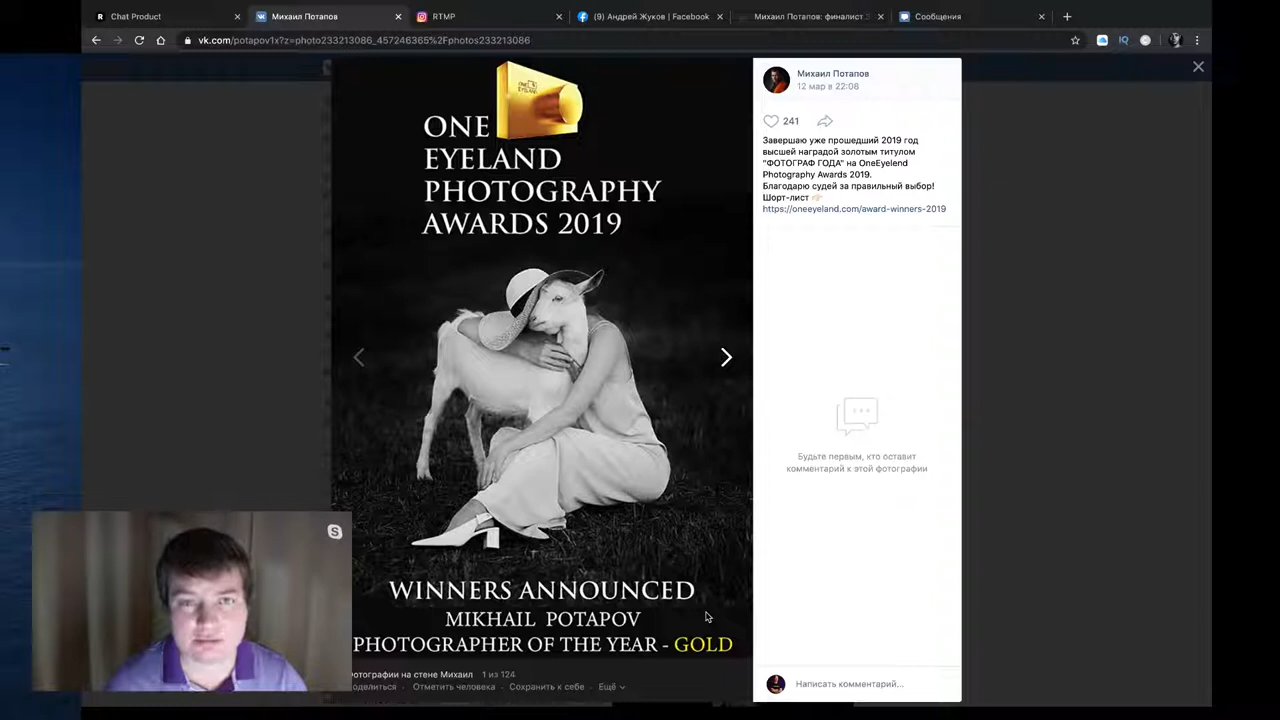 Chat Product
Михаил Потапов
RTMP
(9) Андрей Жуков | Facebook
Михаил Потапов: финалист
Сообщения
vk.com/potapov1x?z=photo233213086_457246365%2Fphotos233213086
IQ
ONE EYELAND
ONE
EYELAND
PHOTOGRAPHY
AWARDS 2019
WINNERS ANNOUNCED
MIKHAIL POTAPOV
PHOTOGRAPHER OF THE YEAR - GOLD
Фотографии на стене Михаил 1 из 124
оделиться · Отметить человека · Сохранить к себе · Ещё
Михаил Потапов
12 мар в 22:08
241
Завершаю уже прошедший 2019 год
высшей наградой золотым титулом
"ФОТОГРАФ ГОДА" на OneEyelend
Photography Awards 2019.
Благодарю судей за правильный выбор!
Шорт-лист 👉
https://oneeyeland.com/award-winners-2019
Будьте первым, кто оставит
комментарий к этой фотографии
Написать комментарий...